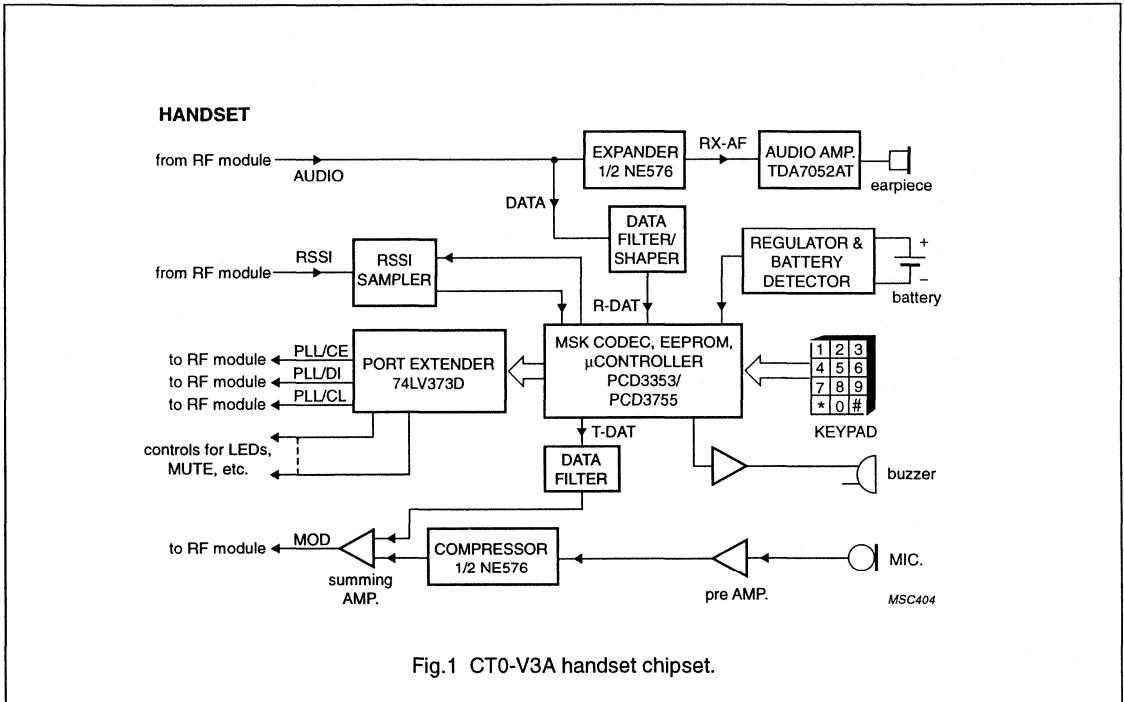 HANDSET
from RF module
AUDIO
EXPANDER
1/2 NE576
RX-AF
AUDIO AMP.
TDA7052AT
earpiece
DATA
DATA
FILTER/
SHAPER
from RF module
RSSI
RSSI
SAMPLER
REGULATOR &
BATTERY
DETECTOR
+
−
battery
R-DAT
to RF module
PLL/CE
to RF module
PLL/DI
to RF module
PLL/CL
PORT EXTENDER
74LV373D
MSK CODEC, EEPROM,
µCONTROLLER
PCD3353/
PCD3755
1 2 3
4 5 6
7 8 9
* 0 #
KEYPAD
controls for LEDs,
MUTE, etc.
T-DAT
DATA
FILTER
buzzer
to RF module
MOD
summing
AMP.
COMPRESSOR
1/2 NE576
pre AMP.
MIC.
MSC404
Fig.1 CT0-V3A handset chipset.